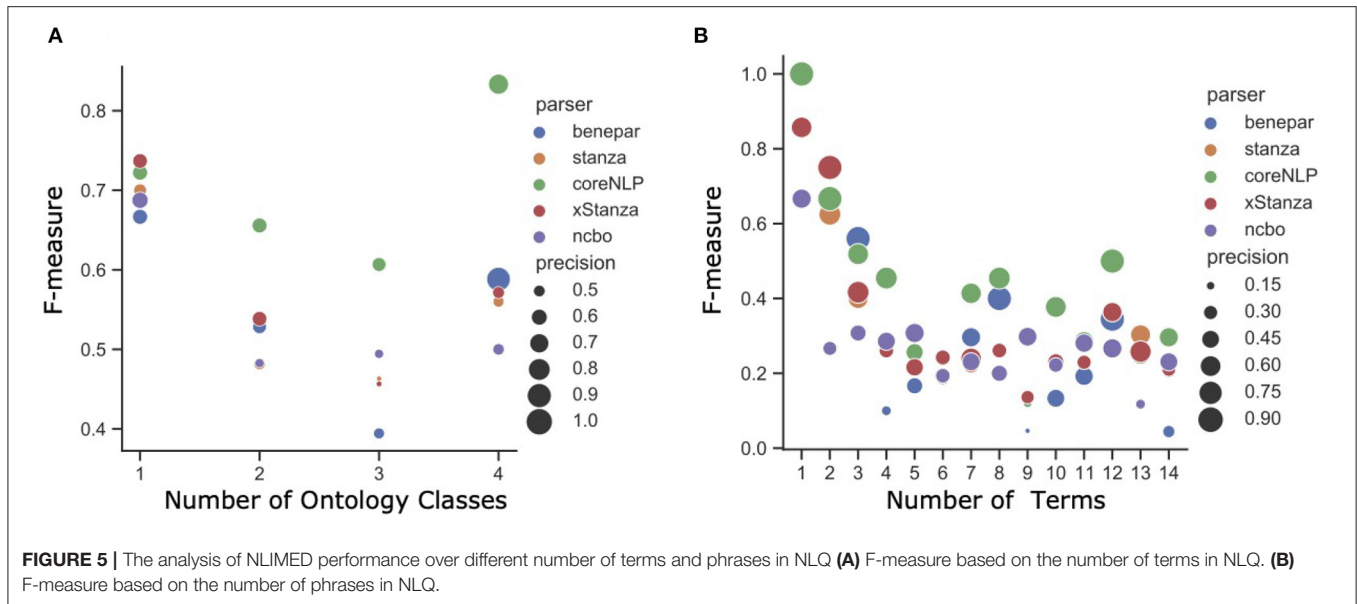 A
F-measure
0.8
0.7
0.6
0.5
0.4
1 2 3 4
Number of Ontology Classes
parser
benepar
stanza
coreNLP
xStanza
ncbo
precision
0.5
0.6
0.7
0.8
0.9
1.0
B
F-measure
1.0
0.8
0.6
0.4
0.2
0.0
1 2 3 4 5 6 7 8 9 10 11 12 13 14
Number of Terms
parser
benepar
stanza
coreNLP
xStanza
ncbo
precision
0.15
0.30
0.45
0.60
0.75
0.90
FIGURE 5 | The analysis of NLIMED performance over different number of terms and phrases in NLQ (A) F-measure based on the number of terms in NLQ. (B)
F-measure based on the number of phrases in NLQ.